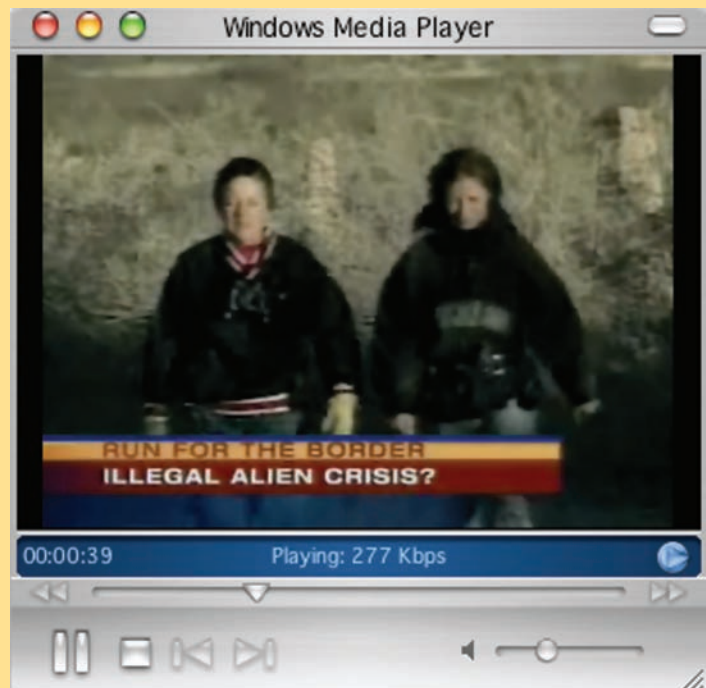 Windows Media Player
RUN FOR THE BORDER
ILLEGAL ALIEN CRISIS?
00:00:39 Playing: 277 Kbps